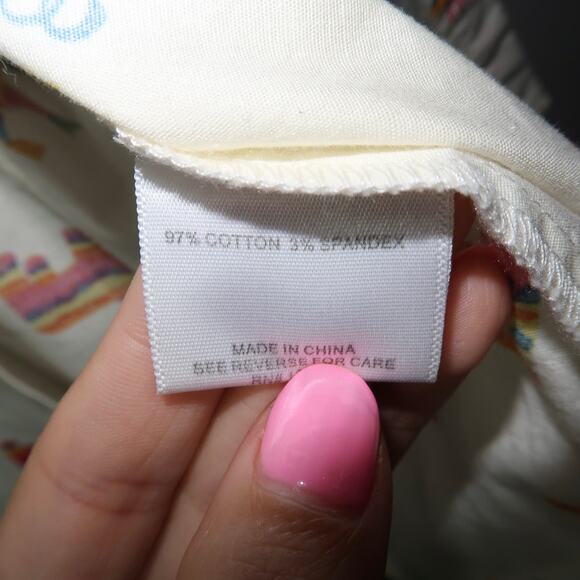 97% COTTON 3% SPANDEX
MADE IN CHINA
SEE REVERSE FOR CARE